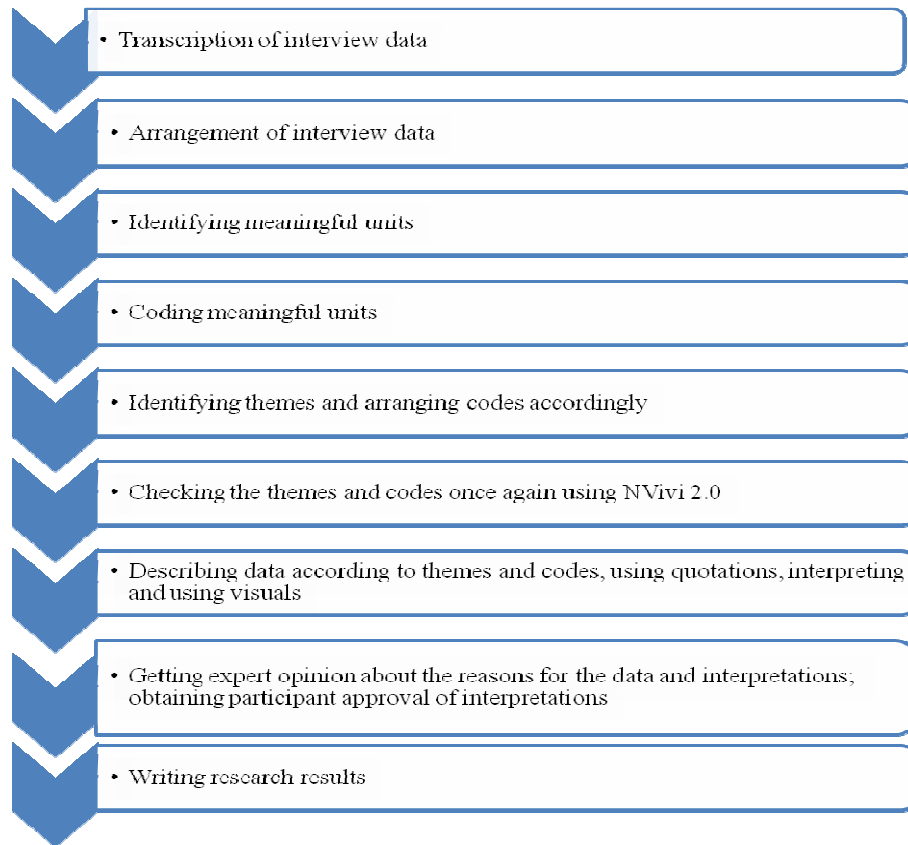 • Transcription of interview data
• Arrangement of interview data
• Identifying meaningful units
• Coding meaningful units
• Identifying themes and arranging codes accordingly
• Checking the themes and codes once again using NVivi 2.0
• Describing data according to themes and codes, using quotations, interpreting
and using visuals
• Getting expert opinion about the reasons for the data and interpretations;
obtaining participant approval of interpretations
• Writing research results